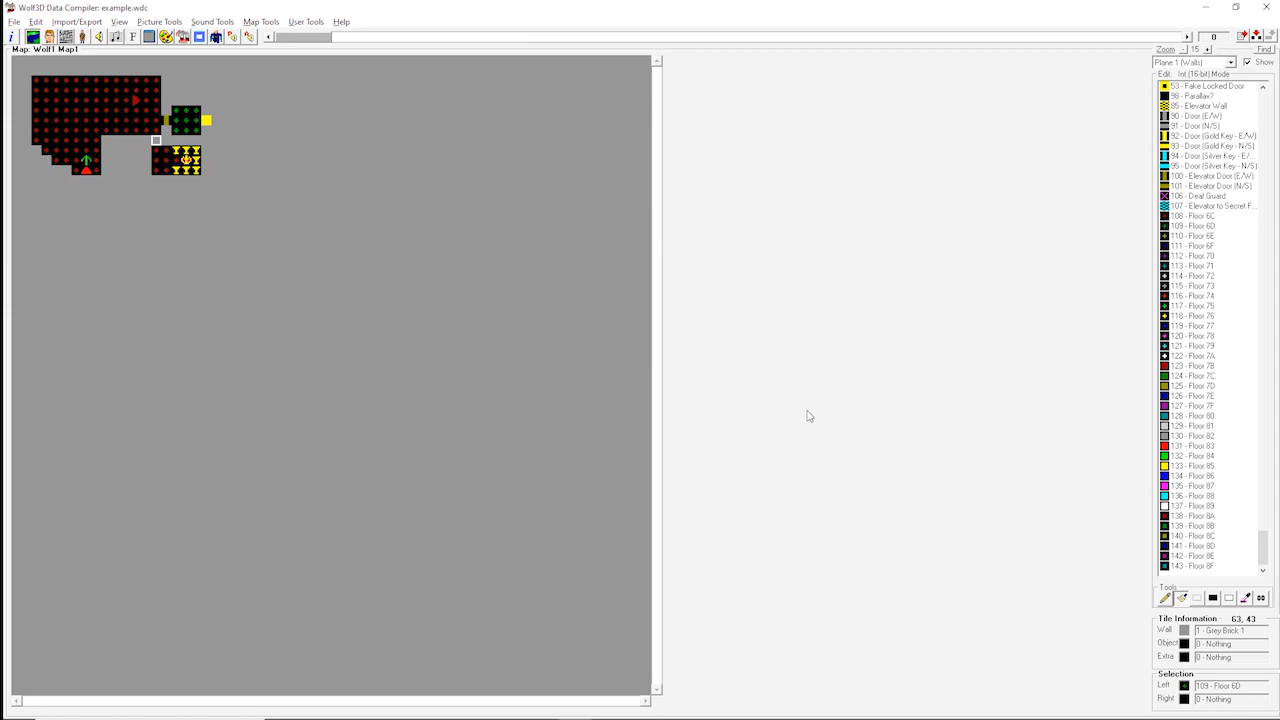 Wolf3D Data Compiler: example.wdc
File Edit Import/Export View Picture Tools Sound Tools Map Tools User Tools Help
0
Map: Wolf1 Map1
Zoom - 15 + Find
Plane 1 (Walls) Show
Edit: Int (16-bit) Mode
53 - Fake Locked Door
98 - Parallax?
85 - Elevator Wall
90 - Door (E/W)
91 - Door (N/S)
92 - Door (Gold Key - E/W)
93 - Door (Gold Key - N/S)
94 - Door (Silver Key - E/...
95 - Door (Silver Key - N/S)
100 - Elevator Door (E/W)
101 - Elevator Door (N/S)
106 - Deaf Guard
107 - Elevator to Secret F...
108 - Floor 6C
109 - Floor 6D
110 - Floor 6E
111 - Floor 6F
112 - Floor 70
113 - Floor 71
114 - Floor 72
115 - Floor 73
116 - Floor 74
117 - Floor 75
118 - Floor 76
119 - Floor 77
120 - Floor 78
121 - Floor 79
122 - Floor 7A
123 - Floor 7B
124 - Floor 7C
125 - Floor 7D
126 - Floor 7E
127 - Floor 7F
128 - Floor 80
129 - Floor 81
130 - Floor 82
131 - Floor 83
132 - Floor 84
133 - Floor 85
134 - Floor 86
135 - Floor 87
136 - Floor 88
137 - Floor 89
138 - Floor 8A
139 - Floor 8B
140 - Floor 8C
141 - Floor 8D
142 - Floor 8E
143 - Floor 8F
Tools
Tile Information 63, 43
Wall 1 - Grey Brick 1
Object 0 - Nothing
Extra 0 - Nothing
Selection
Left 109 - Floor 6D
Right 0 - Nothing